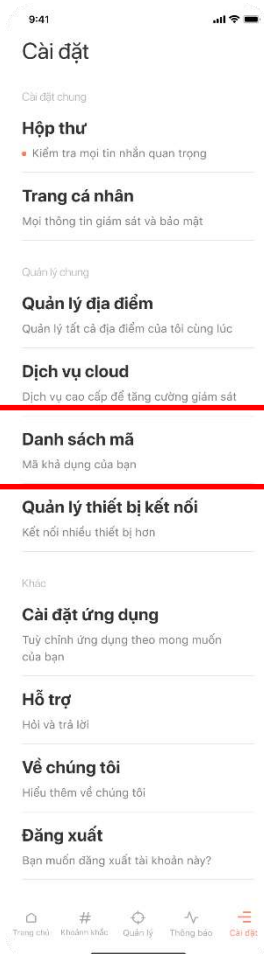 9:41
Cài đặt
Cài đặt chung
Hộp thư
Kiểm tra mọi tin nhắn quan trọng
Trang cá nhân
Mọi thông tin giám sát và bảo mật
Quản lý chung
Quản lý địa điểm
Quản lý tất cả địa điểm của tôi cùng lúc
Dịch vụ cloud
Dịch vụ cao cấp để tăng cường giám sát
Danh sách mã
Mã khả dụng của bạn
Quản lý thiết bị kết nối
Kết nối nhiều thiết bị hơn
Khác
Cài đặt ứng dụng
Tuỳ chỉnh ứng dụng theo mong muốn
của bạn
Hỗ trợ
Hỏi và trả lời
Về chúng tôi
Hiểu thêm về chúng tôi
Đăng xuất
Bạn muốn đăng xuất tài khoản này?
Trang chủ Khoảnh khắc Quản lý Thông báo Cài đặt